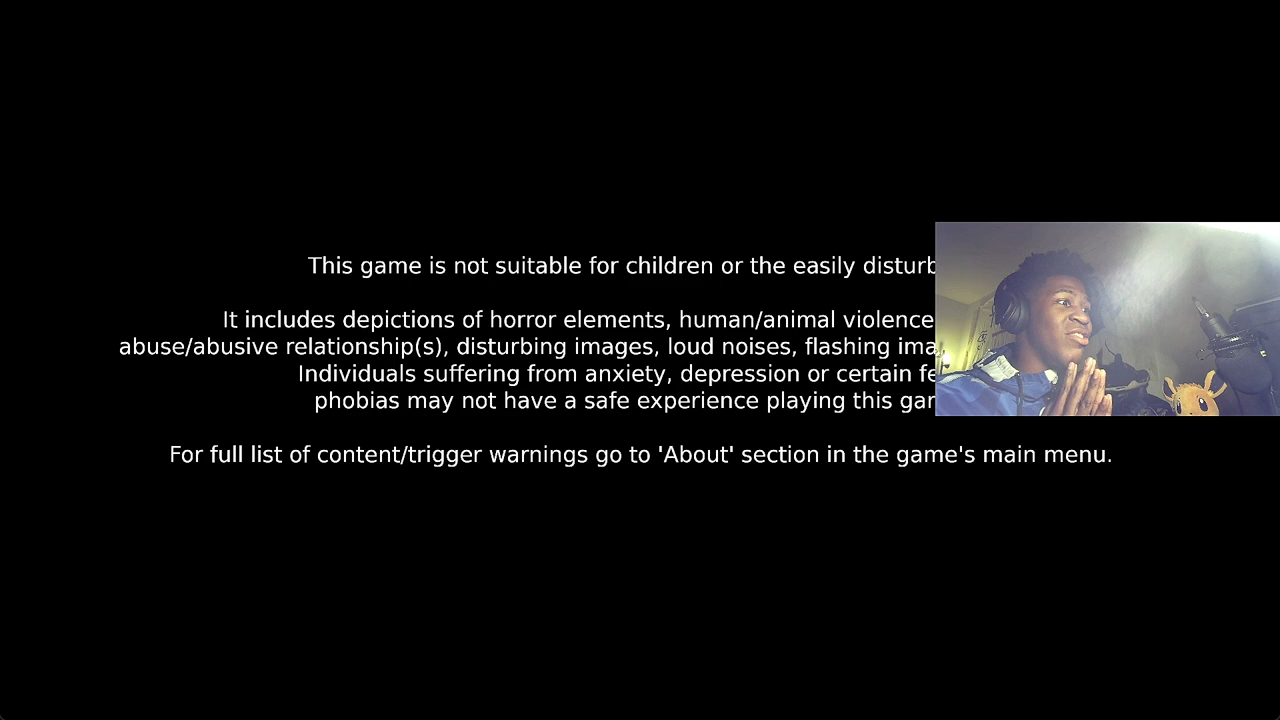 This game is not suitable for children or the easily
It includes depictions of horror elements, human/animal violence
abuse/abusive relationship(s), disturbing images, loud noises, flashing
Individuals suffering from anxiety, depression or certain
phobias may not have a safe experience playing this
For full list of content/trigger warnings go to 'About' section in the game's main menu.